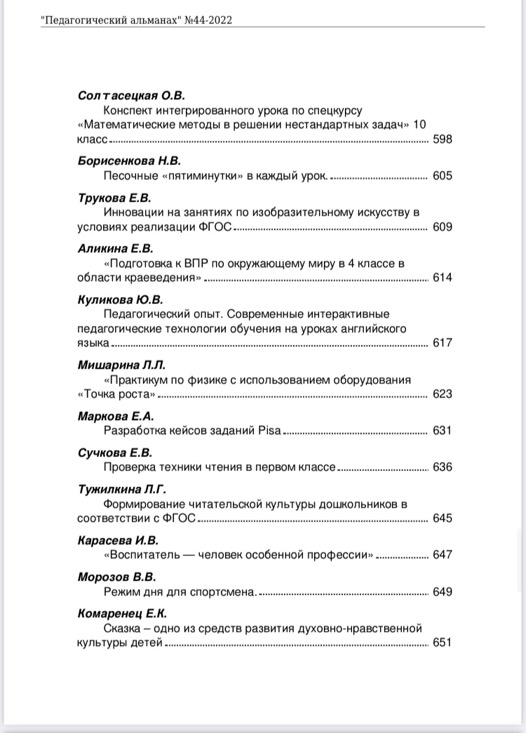 "Педагогический альманах" №44-2022
Солтасецкая О.В.
Конспект интегрированного урока по спецкурсу
«Математические методы в решении нестандартных задач» 10
класс 598
Борисенкова Н.В.
Песочные «пятиминутки» в каждый урок. 605
Трукова Е.В.
Инновации на занятиях по изобразительному искусству в
условиях реализации ФГОС 609
Аликина Е.В.
«Подготовка к ВПР по окружающему миру в 4 классе в
области краеведения» 614
Куликова Ю.В.
Педагогический опыт. Современные интерактивные
педагогические технологии обучения на уроках английского
языка 617
Мишарина Л.Л.
«Практикум по физике с использованием оборудования
«Точка роста» 623
Маркова Е.А.
Разработка кейсов заданий Pisa 631
Сучкова Е.В.
Проверка техники чтения в первом классе 636
Тужилкина Л.Г.
Формирование читательской культуры дошкольников в
соответствии с ФГОС 645
Карасева И.В.
«Воспитатель — человек особенной профессии» 647
Морозов В.В.
Режим дня для спортсмена. 649
Комаренец Е.К.
Сказка – одно из средств развития духовно-нравственной
культуры детей 651